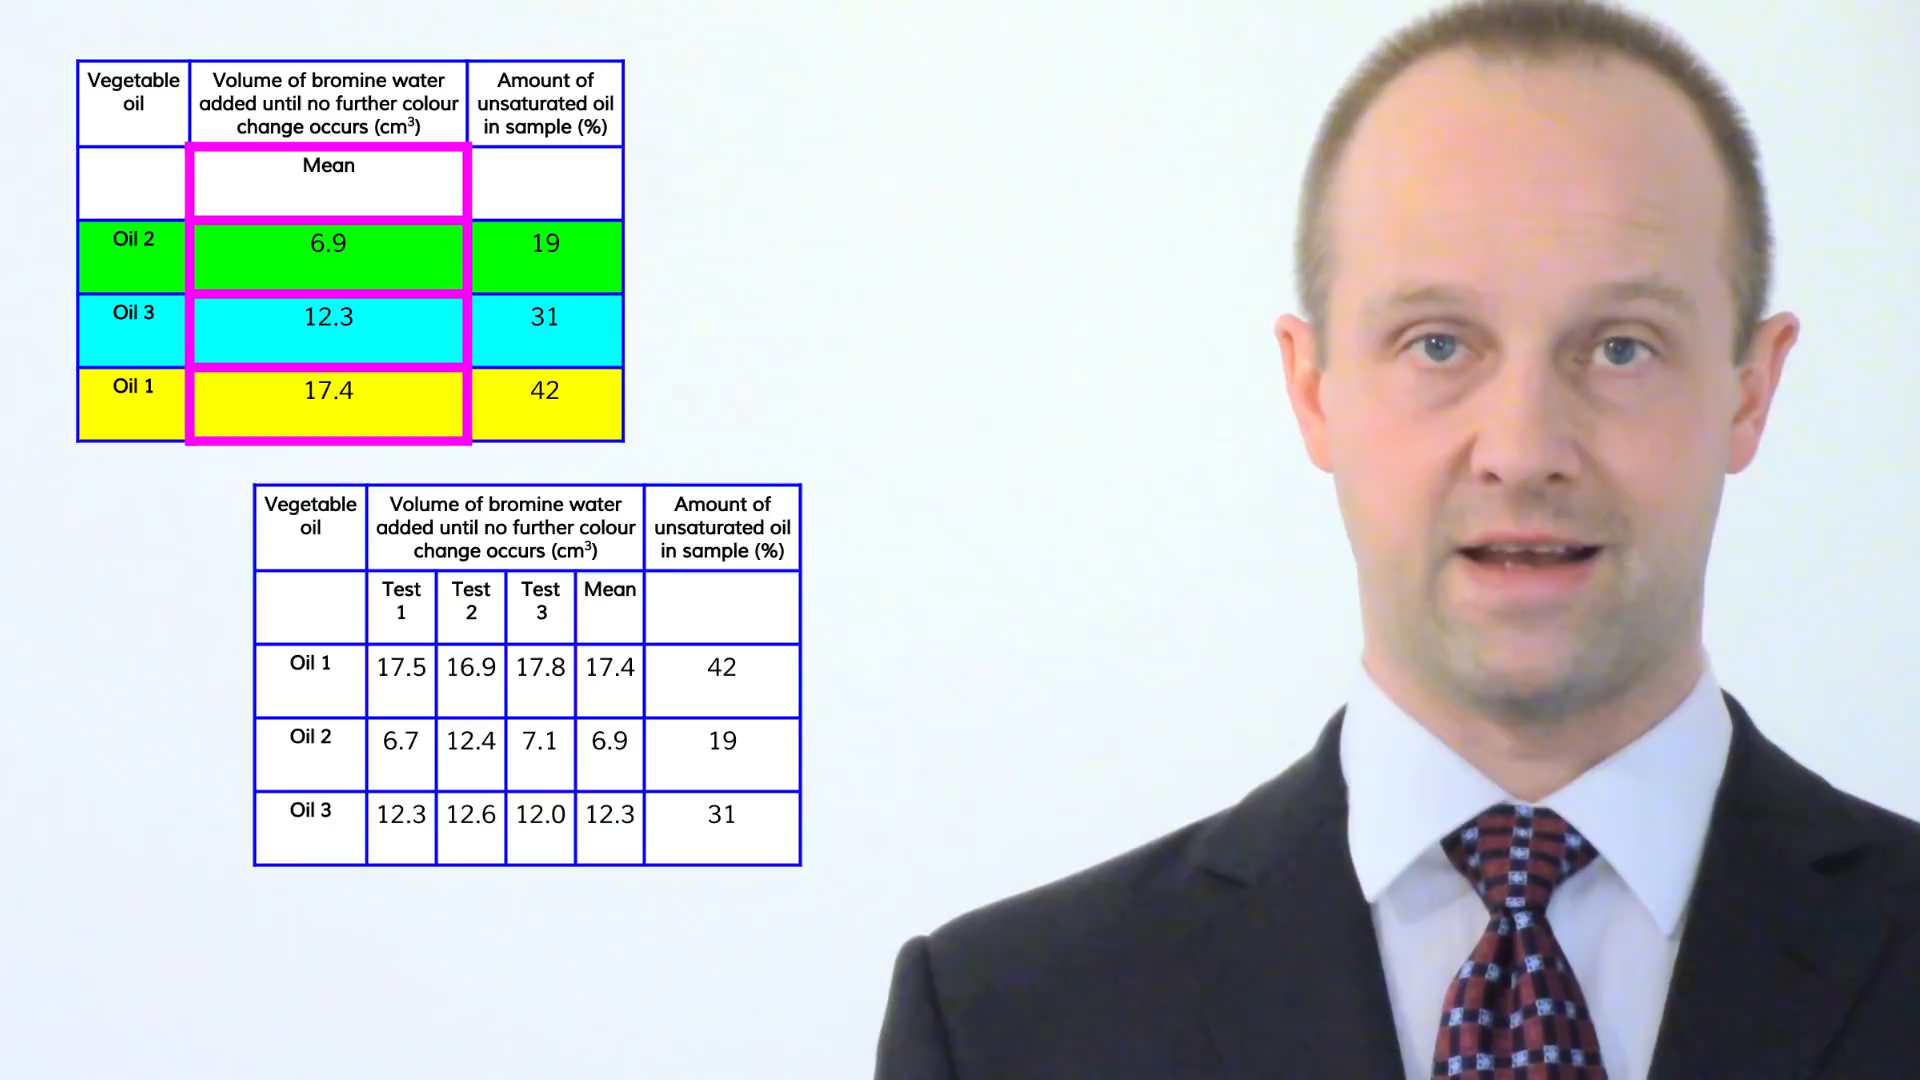 Vegetable oil
Volume of bromine water added until no further colour change occurs (cm³)
Amount of unsaturated oil in sample (%)
Mean
Oil 2 6.9 19
Oil 3 12.3 31
Oil 1 17.4 42
Vegetable oil
Volume of bromine water added until no further colour change occurs (cm³)
Amount of unsaturated oil in sample (%)
Test 1 Test 2 Test 3 Mean
Oil 1 17.5 16.9 17.8 17.4 42
Oil 2 6.7 12.4 7.1 6.9 19
Oil 3 12.3 12.6 12.0 12.3 31